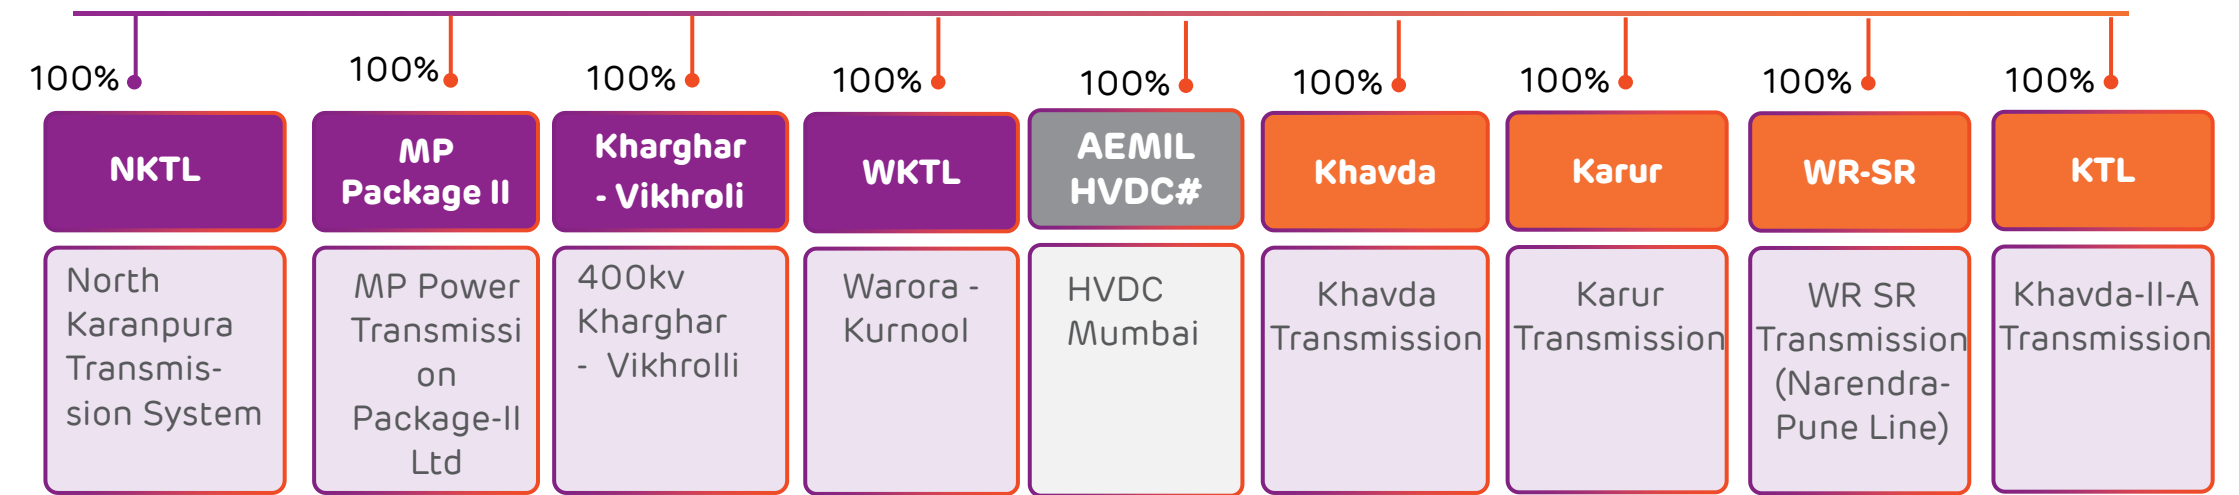 100%
100%
100%
100%
100%
100%
100%
100%
100%
NKTL
MP
Package II
Kharghar
- Vikhroli
WKTL
AEMIL
HVDC#
Khavda
Karur
WR-SR
KTL
North
Karanpura
Transmis-
sion System
MP Power
Transmissi
on
Package-II
Ltd
400kv
Kharghar
- Vikhrolli
Warora -
Kurnool
HVDC
Mumbai
Khavda
Transmission
Karur
Transmission
WR SR
Transmission
(Narendra-
Pune Line)
Khavda-II-A
Transmission